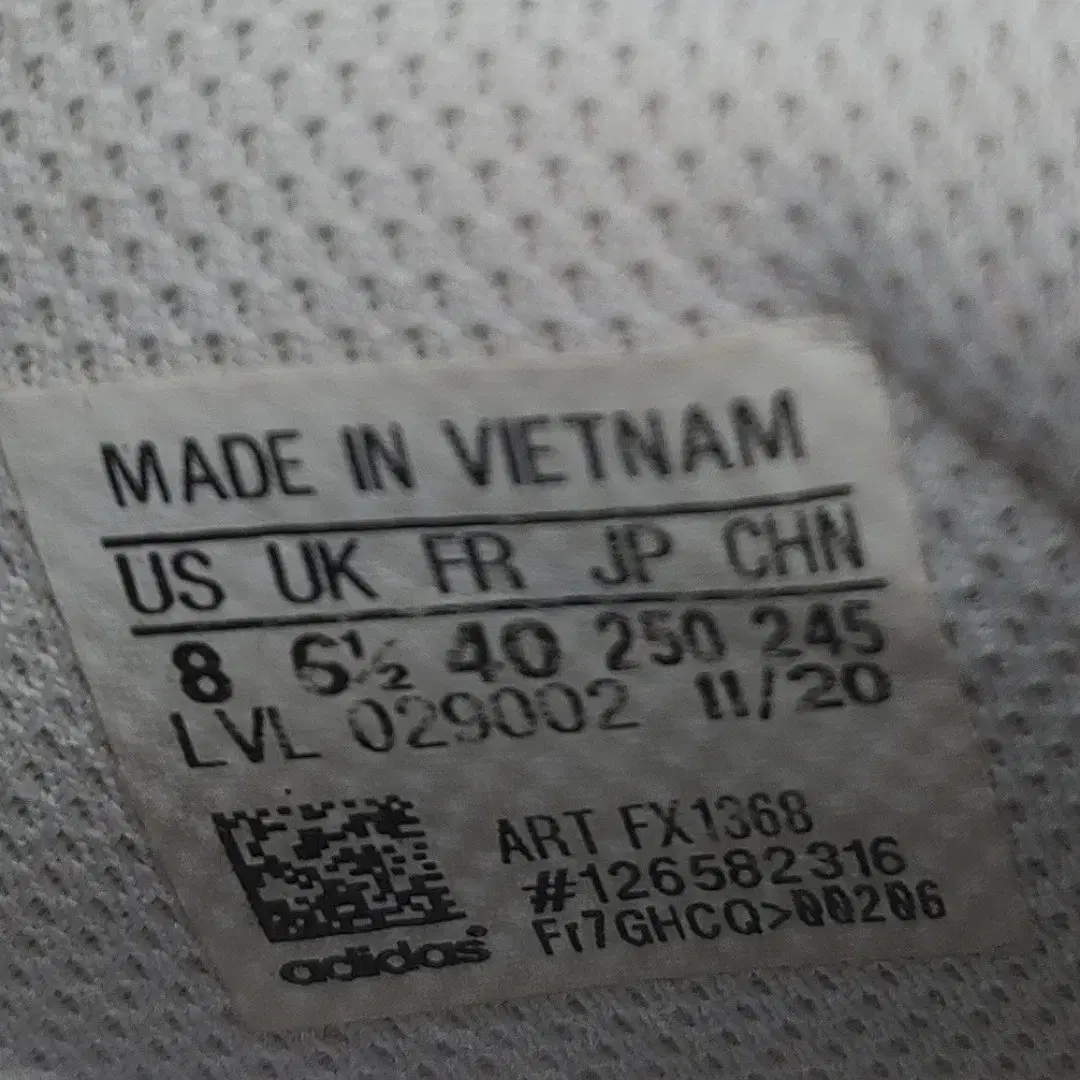 MADE IN VIETNAM
US UK FR JP CHN
8 6½ 40 250 245
LVL 029002 11/20
ART FX1368
#126582316
Fr7GHCQ>00206
adidas®